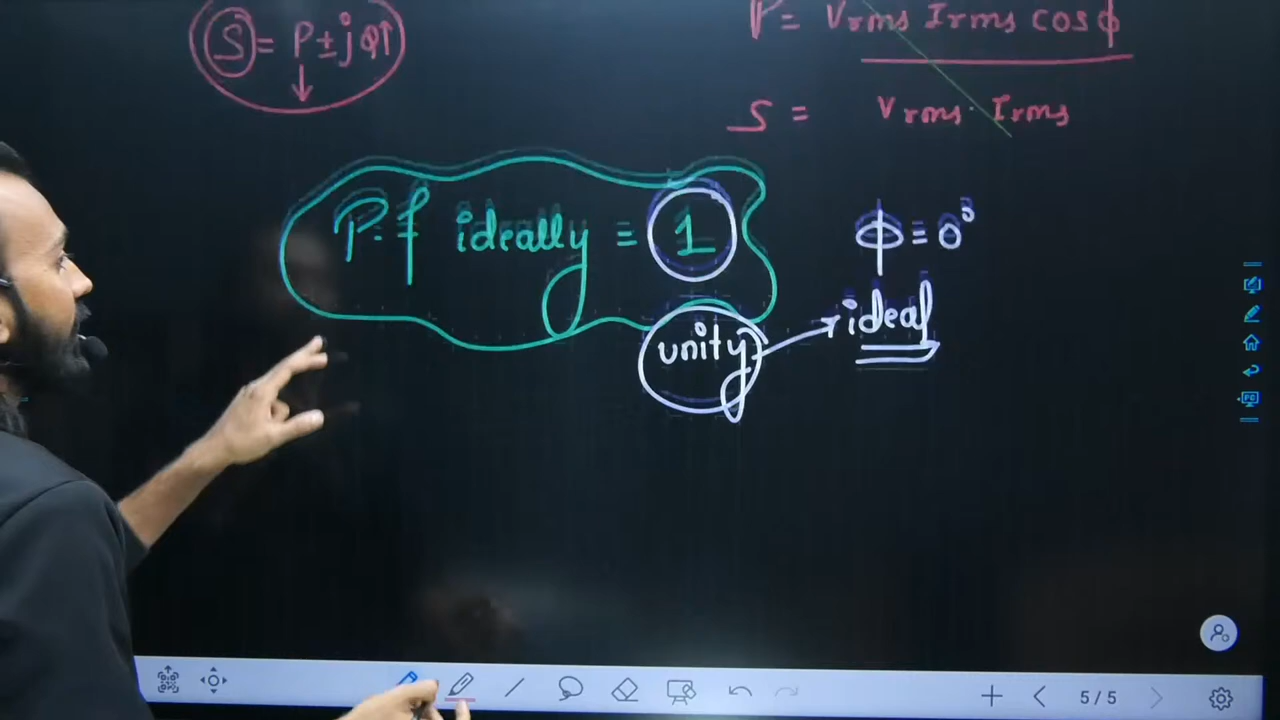 S = P ± jQ↑
P = Vrms Irms cos ϕ
S = Vrms · Irms
P.f ideally = 1
ϕ = 0°
unity → ideal
5/5